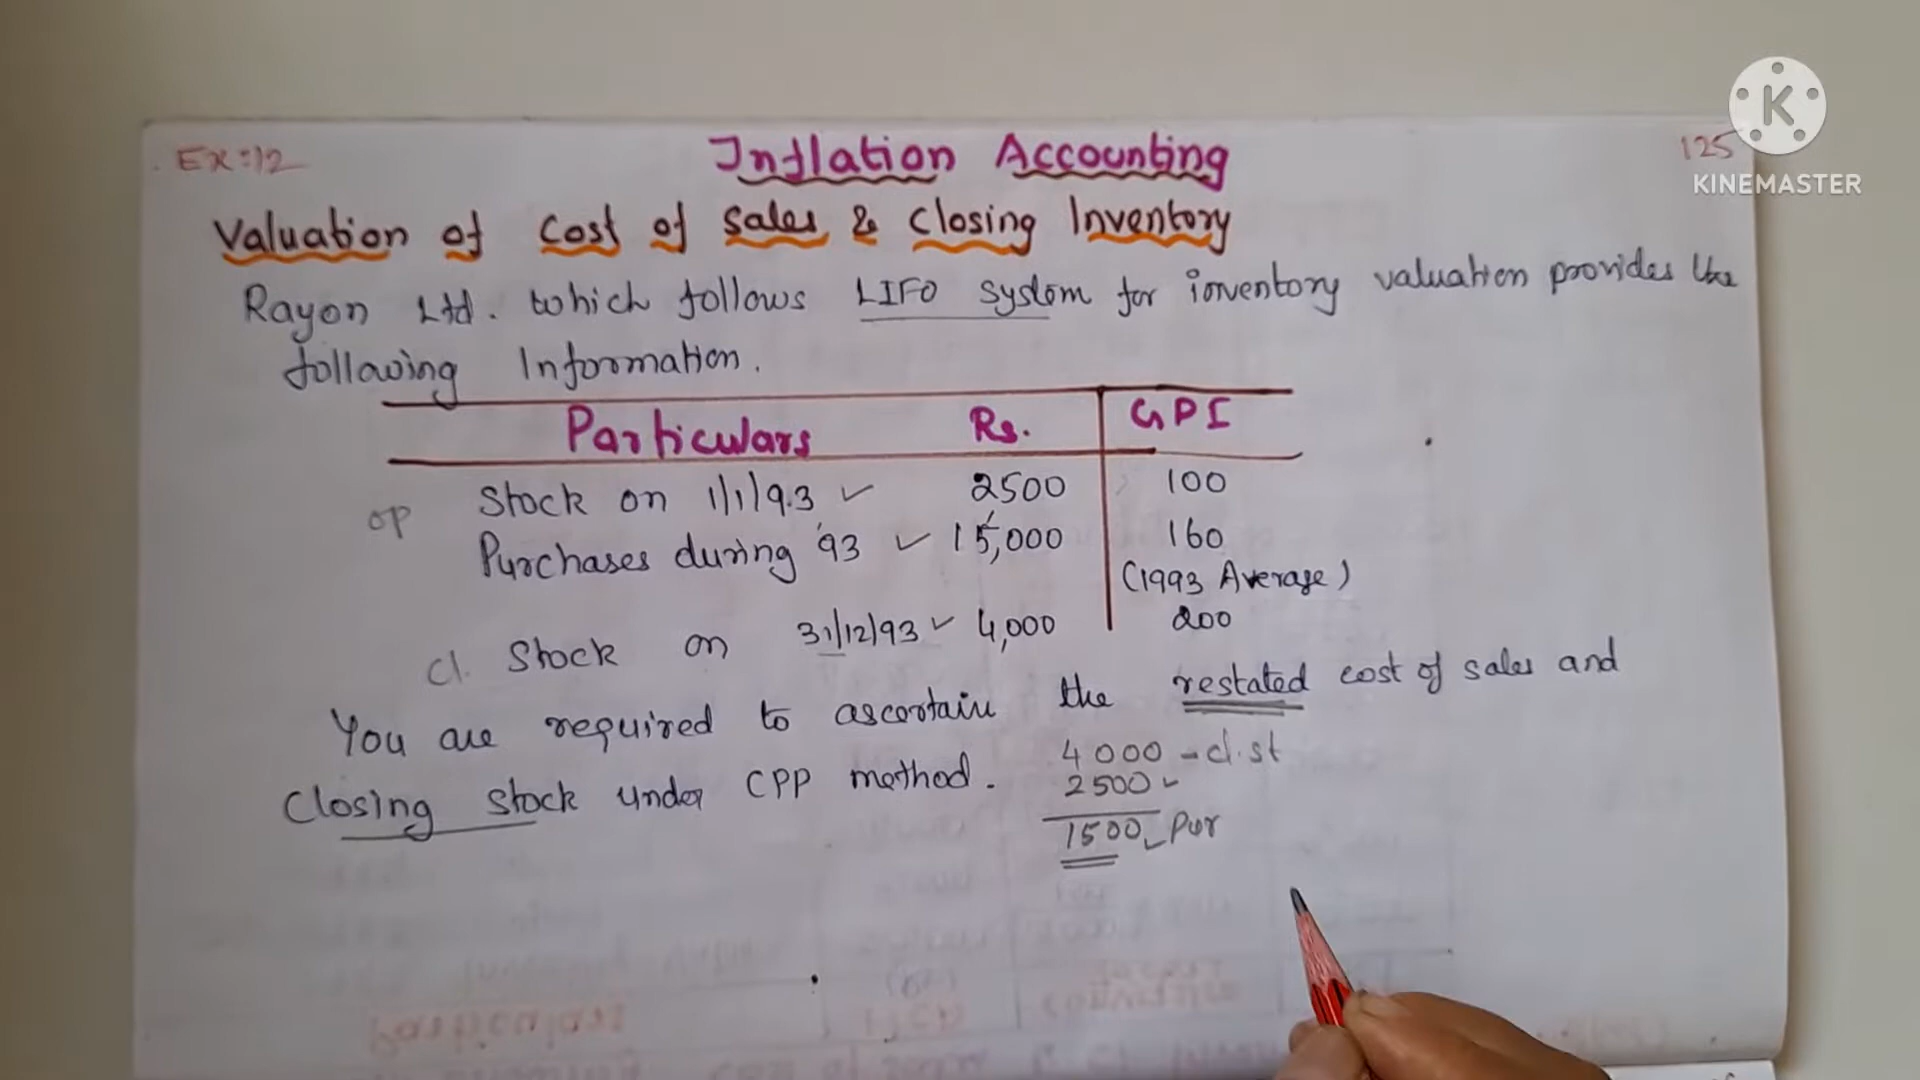 Ex:12 Inflation Accounting 125
KINEMASTER
Valuation of Cost of Sales & Closing Inventory
Rayon Ltd. which follows LIFO system for inventory valuation provides the
following Information.
Particulars Rs. GPI
op Stock on 1/1/93 ✓ 2500 100
Purchases during '93 ✓ 15,000 160
(1993 Average)
cl. Stock on 31/12/93 ✓ 4,000 200
You are required to ascertain the restated cost of sales and
Closing stock under CPP method.
4000 - cl.st
2500 ✓
1500 ✓ Pur